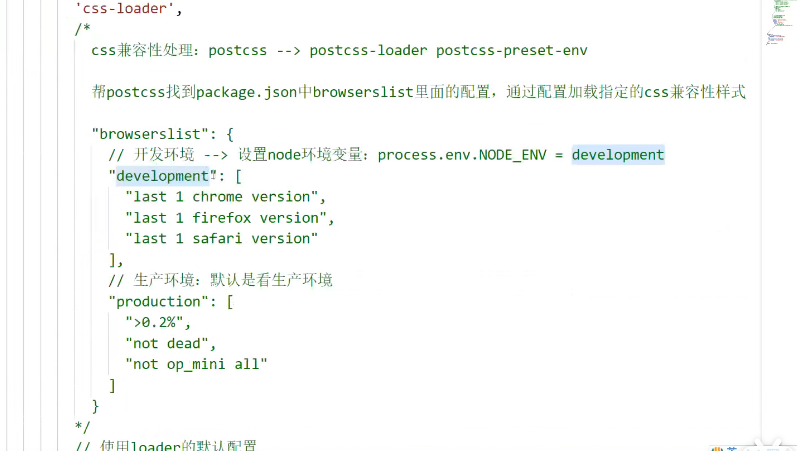 'css-loader',
/*
css兼容性处理：postcss --> postcss-loader postcss-preset-env
帮postcss找到package.json中browserslist里面的配置，通过配置加载指定的css兼容性样式
"browserslist": {
// 开发环境 --> 设置node环境变量：process.env.NODE_ENV = development
"development": [
"last 1 chrome version",
"last 1 firefox version",
"last 1 safari version"
],
// 生产环境：默认是看生产环境
"production": [
">0.2%",
"not dead",
"not op_mini all"
]
}
*/
// 使用loader的默认配置